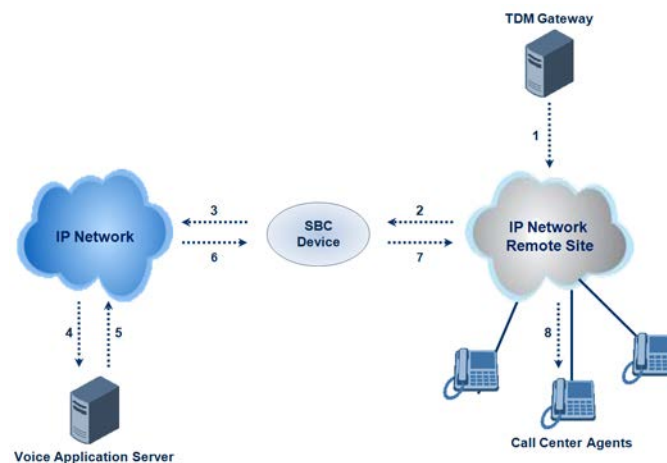 TDM Gateway
1
3
2
IP Network
SBC
Device
IP Network
Remote Site
6
7
4
5
8
Voice Application Server
Call Center Agents